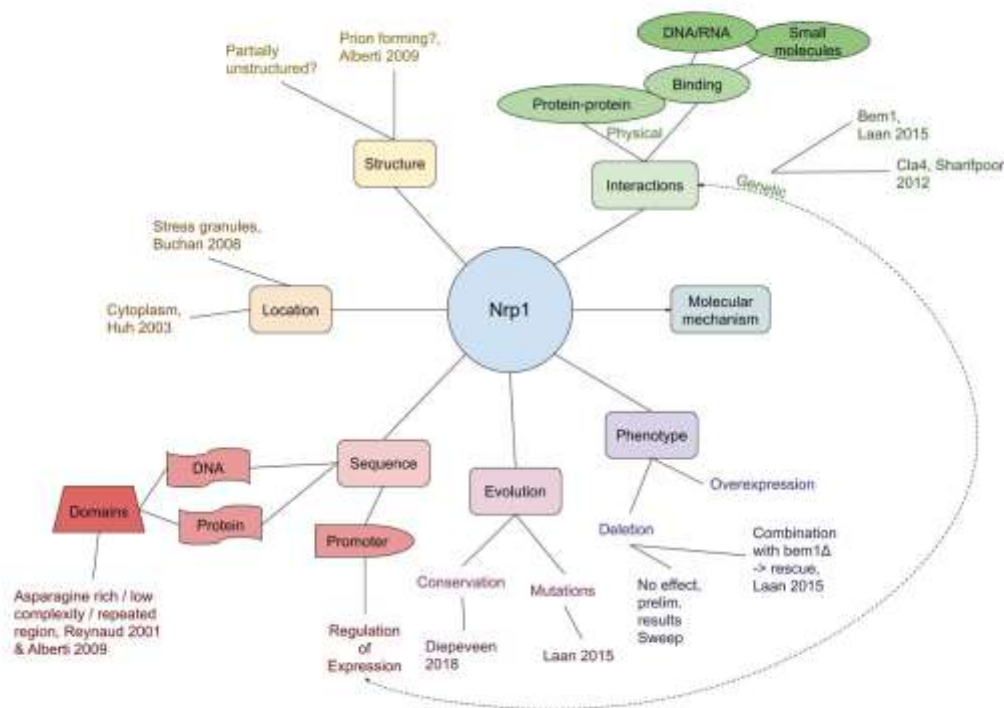 DNA/RNA
Small
molecules
Prion forming?,
Alberti 2009
Partially
unstructured?
Binding
Protein-protein
Physical
Bem1,
Laan 2015
Structure
Interactions
Genetic
Cla4, Sharifpoor
2012
Stress granules,
Buchan 2008
Cytoplasm,
Huh 2003
Location
Nrp1
Molecular
mechanism
Phenotype
DNA
Sequence
Evolution
Overexpression
Domains
Protein
Promoter
Deletion
Combination
with bem1Δ
-> rescue,
Laan 2015
Conservation
Mutations
No effect,
prelim.
results
Sweep
Asparagine rich / low
complexity / repeated
region, Reynaud 2001
& Alberti 2009
Regulation
of
Expression
Diepeveen
2018
Laan 2015